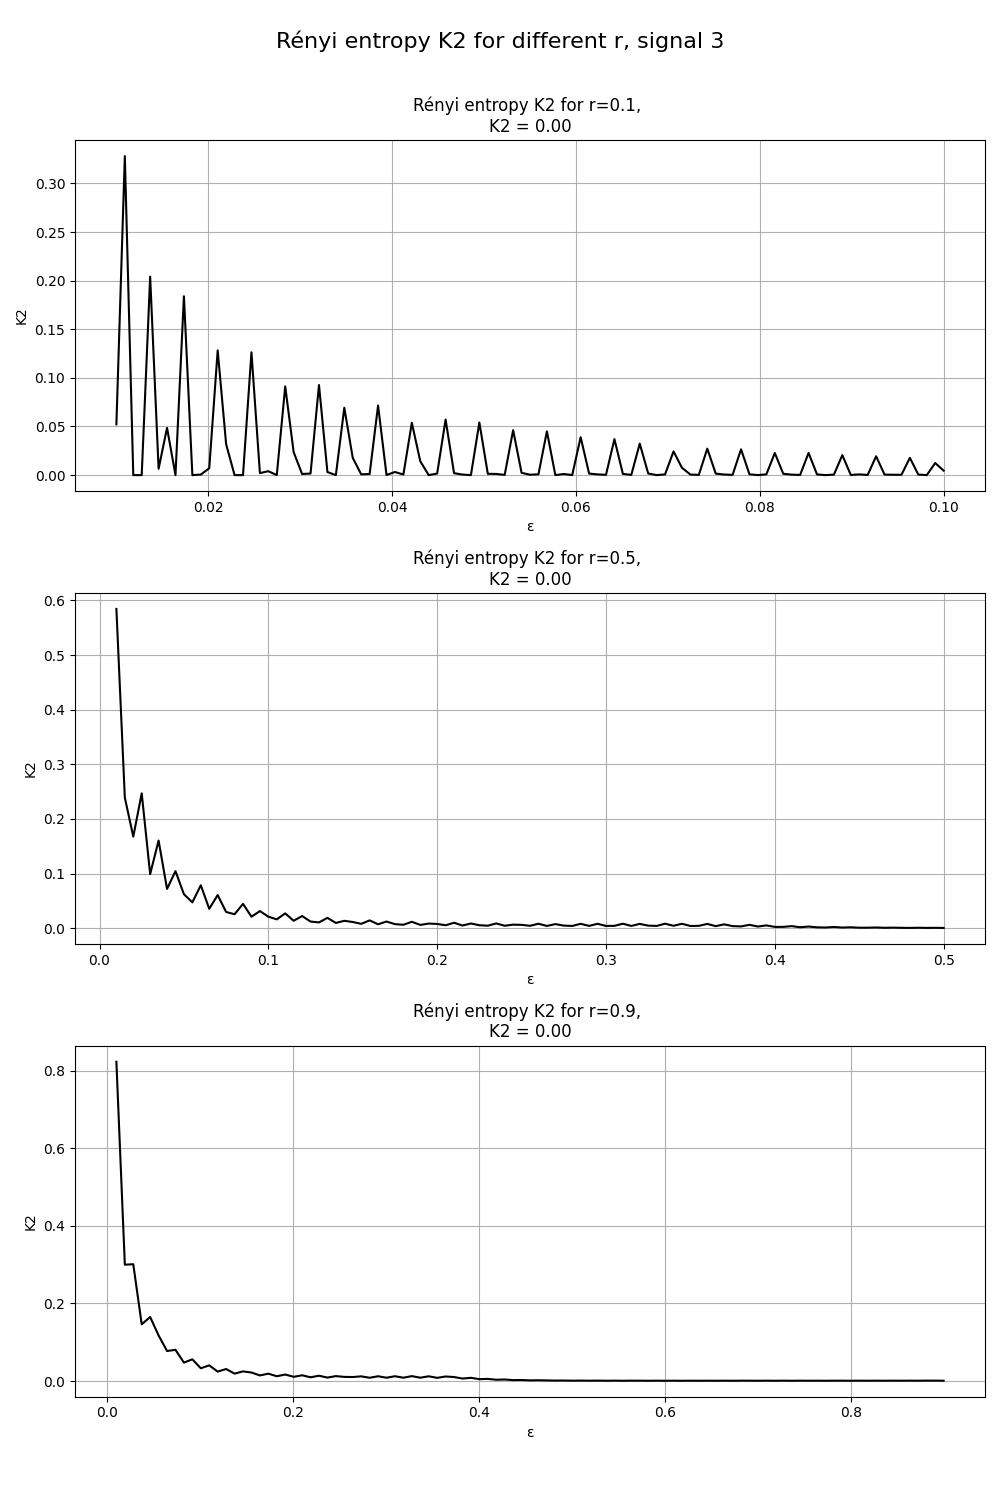 Rényi entropy K2 for different r, signal 3
Rényi entropy K2 for r=0.1,
K2 = 0.00
0.30
0.25
0.20
0.15
0.10
0.05
0.00
K2
0.02 0.04 0.06 0.08 0.10
ε
Rényi entropy K2 for r=0.5,
K2 = 0.00
0.6
0.5
0.4
0.3
0.2
0.1
0.0
K2
0.0 0.1 0.2 0.3 0.4 0.5
ε
Rényi entropy K2 for r=0.9,
K2 = 0.00
0.8
0.6
0.4
0.2
0.0
K2
0.0 0.2 0.4 0.6 0.8
ε